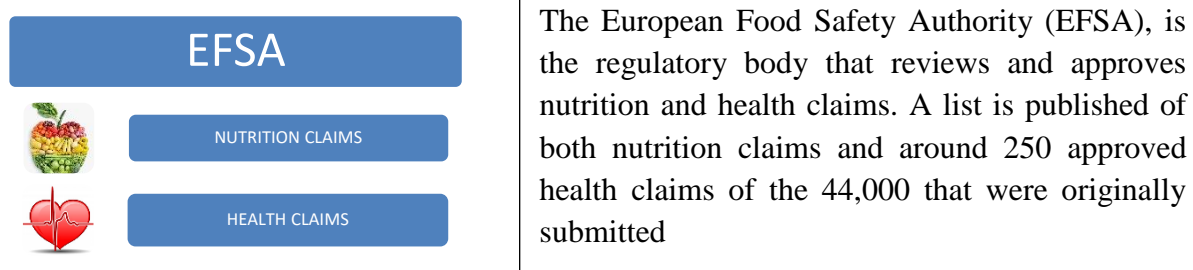 EFSA
NUTRITION CLAIMS
HEALTH CLAIMS
The European Food Safety Authority (EFSA), is
the regulatory body that reviews and approves
nutrition and health claims. A list is published of
both nutrition claims and around 250 approved
health claims of the 44,000 that were originally
submitted